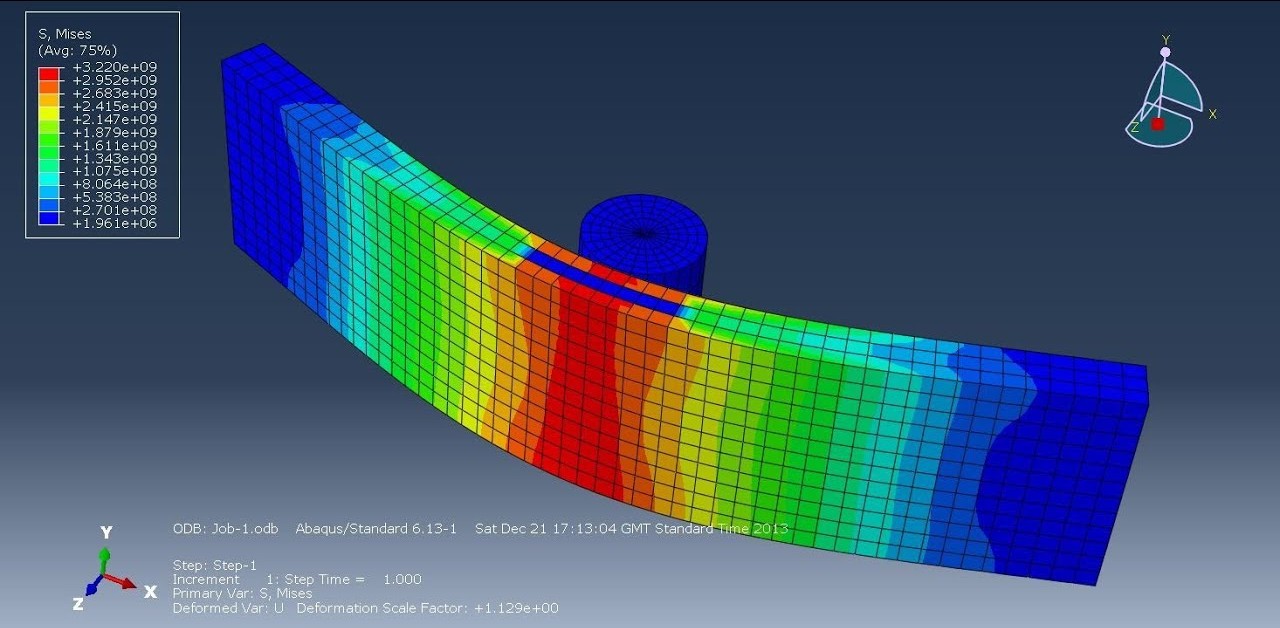 S, Mises
(Avg: 75%)
+3.220e+09
+2.952e+09
+2.683e+09
+2.415e+09
+2.147e+09
+1.879e+09
+1.611e+09
+1.343e+09
+1.075e+09
+8.064e+08
+5.383e+08
+2.701e+08
+1.961e+06
Y
X
Z
Y
X
Z
ODB: Job-1.odb Abaqus/Standard 6.13-1 Sat Dec 21 17:13:04 GMT Standard Time 2013
Step: Step-1
Increment 1: Step Time = 1.000
Primary Var: S, Mises
Deformed Var: U Deformation Scale Factor: +1.129e+00